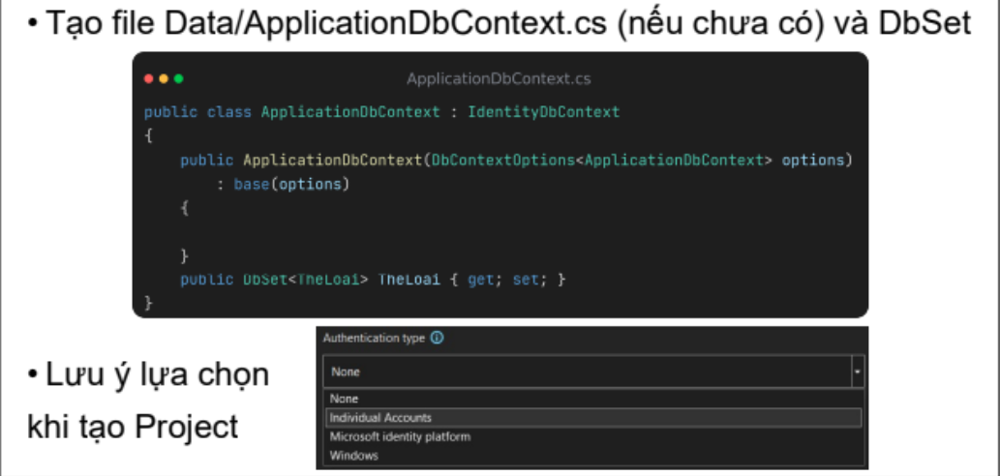 • Tạo file Data/ApplicationDbContext.cs (nếu chưa có) và DbSet
ApplicationDbContext.cs
public class ApplicationDbContext : IdentityDbContext
{
public ApplicationDbContext(DbContextOptions<ApplicationDbContext> options)
: base(options)
{
}
public DbSet<TheLoai> TheLoai { get; set; }
}
• Lưu ý lựa chọn
khi tạo Project
Authentication type
None
None
Individual Accounts
Microsoft identity platform
Windows